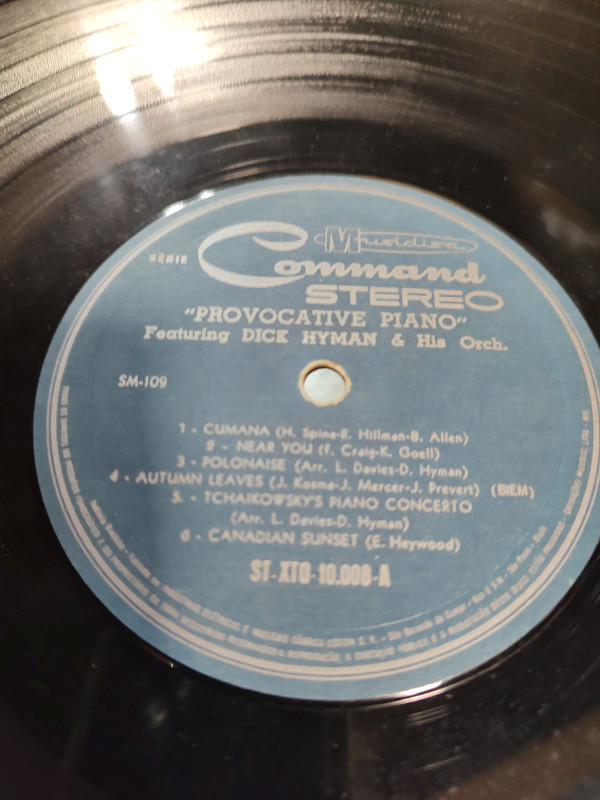 Musidisc
SÉRIE
Command
STEREO
"PROVOCATIVE PIANO"
Featuring DICK HYMAN & His Orch.
SM-109
1 - CUMANA (H. Spina-R. Hillman-B. Allen)
2 - NEAR YOU (F. Craig-K. Goell)
3 - POLONAISE (Arr. L. Davies-D. Hyman)
4 - AUTUMN LEAVES (J. Kosma-J. Mercer-J. Prevert) (BIEM)
5. - TCHAIKOWSKY'S PIANO CONCERTO
(Arr. L. Davies-D. Hyman)
6 - CANADIAN SUNSET (E. Heywood)
ST-XTO-10.008-A